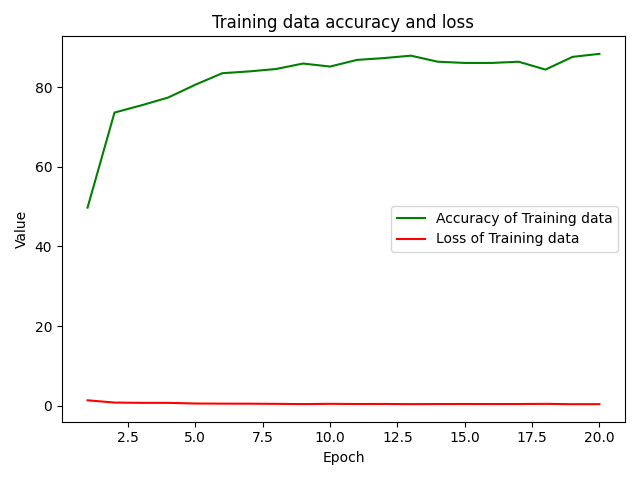 Training data accuracy and loss
Value
80
60
40
20
0
Accuracy of Training data
Loss of Training data
2.5 5.0 7.5 10.0 12.5 15.0 17.5 20.0
Epoch